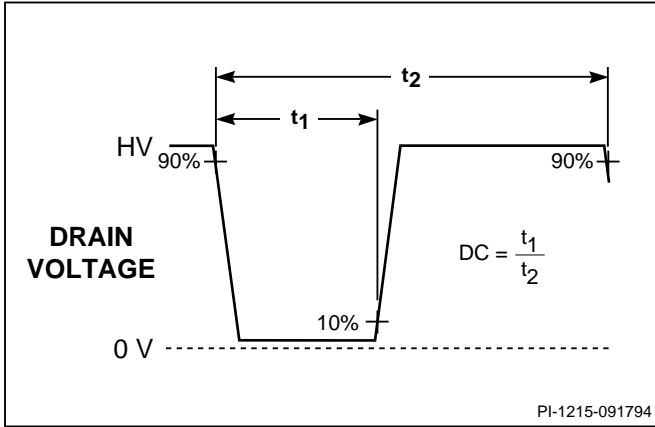 t2
t1
HV
90%
90%
DRAIN
VOLTAGE
DC = t1
t2
10%
0 V
PI-1215-091794